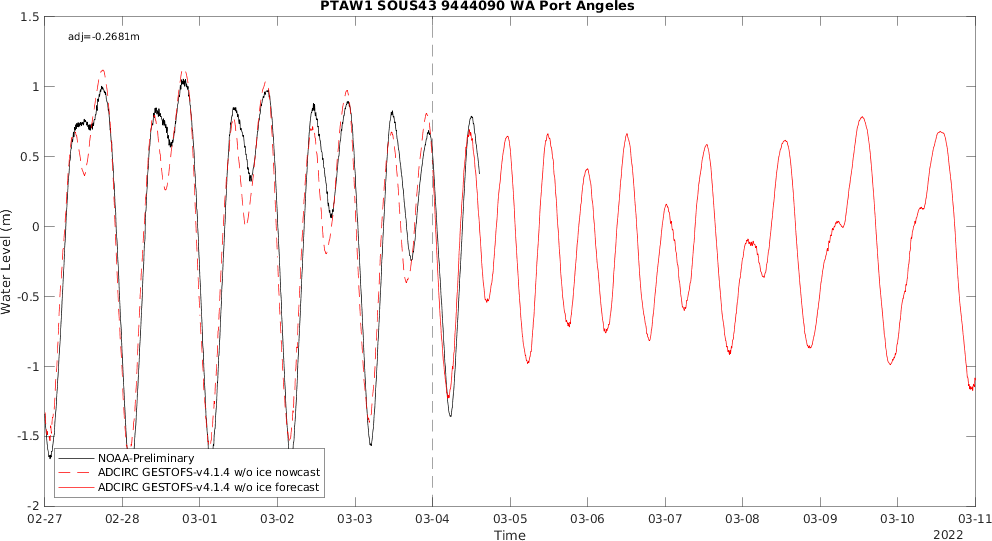 PTAW1 SOUS43 9444090 WA Port Angeles
adj=-0.2681m
1.5
1
0.5
0
-0.5
-1
-1.5
-2
Water Level (m)
NOAA-Preliminary
ADCIRC GESTOFS-v4.1.4 w/o ice nowcast
ADCIRC GESTOFS-v4.1.4 w/o ice forecast
02-27 02-28 03-01 03-02 03-03 03-04 03-05 03-06 03-07 03-08 03-09 03-10 03-11
Time
2022